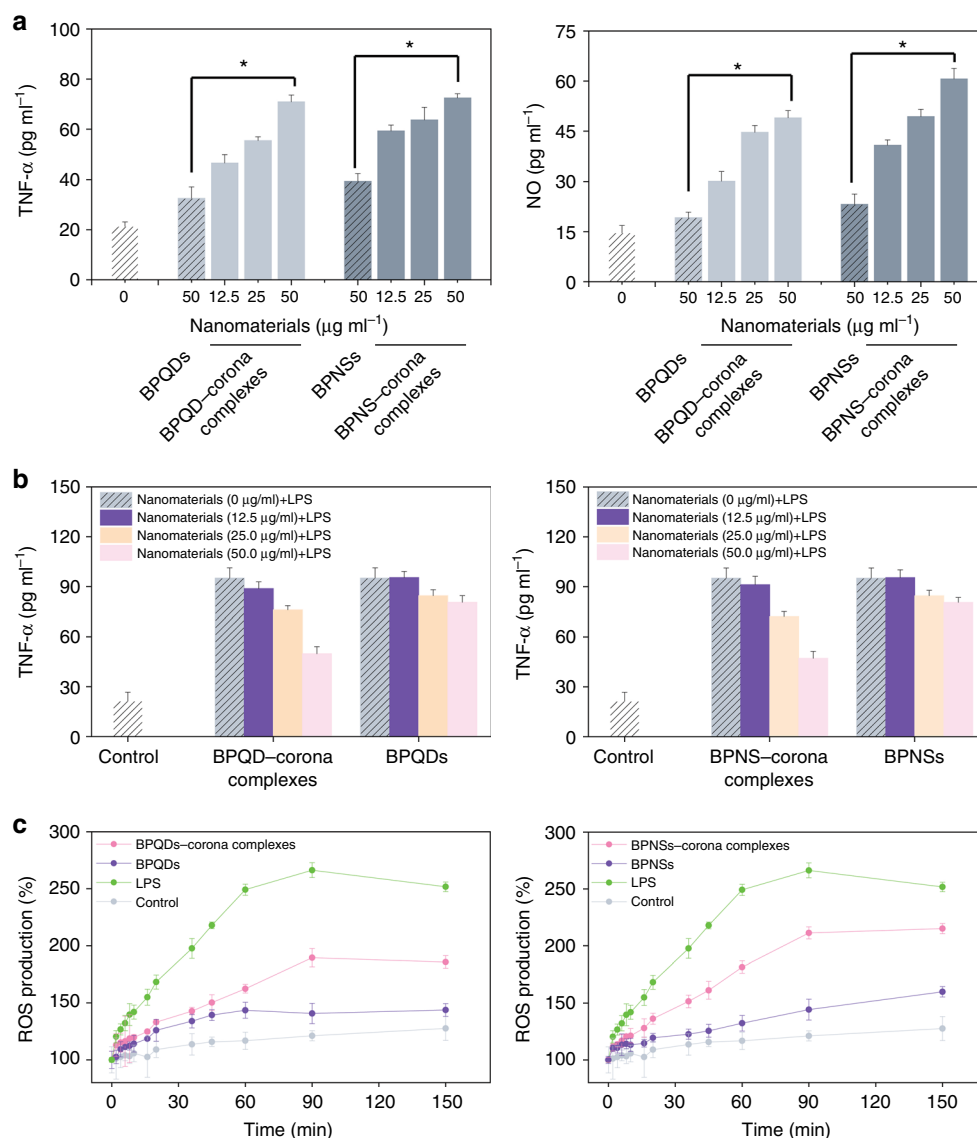 a
100
80
60
40
20
0
TNF-α (pg ml⁻¹)
*
*
0
50
12.5
25
50
50
12.5
25
50
Nanomaterials (μg ml⁻¹)
BPQDs
BPQD–corona
complexes
BPNSs
BPNS–corona
complexes
75
60
45
30
15
0
NO (pg ml⁻¹)
*
*
0
50
12.5
25
50
50
12.5
25
50
Nanomaterials (μg ml⁻¹)
BPQDs
BPQD–corona
complexes
BPNSs
BPNS–corona
complexes
b
150
120
90
60
30
0
TNF-α (pg ml⁻¹)
Nanomaterials (0 μg/ml)+LPS
Nanomaterials (12.5 μg/ml)+LPS
Nanomaterials (25.0 μg/ml)+LPS
Nanomaterials (50.0 μg/ml)+LPS
Control
BPQD–corona
complexes
BPQDs
150
120
90
60
30
0
TNF-α (pg ml⁻¹)
Nanomaterials (0 μg/ml)+LPS
Nanomaterials (12.5 μg/ml)+LPS
Nanomaterials (25.0 μg/ml)+LPS
Nanomaterials (50.0 μg/ml)+LPS
Control
BPNS–corona
complexes
BPNSs
c
300
250
200
150
100
ROS production (%)
BPQDs–corona complexes
BPQDs
LPS
Control
0
30
60
90
120
150
Time (min)
300
250
200
150
100
ROS production (%)
BPNSs–corona complexes
BPNSs
LPS
Control
0
30
60
90
120
150
Time (min)